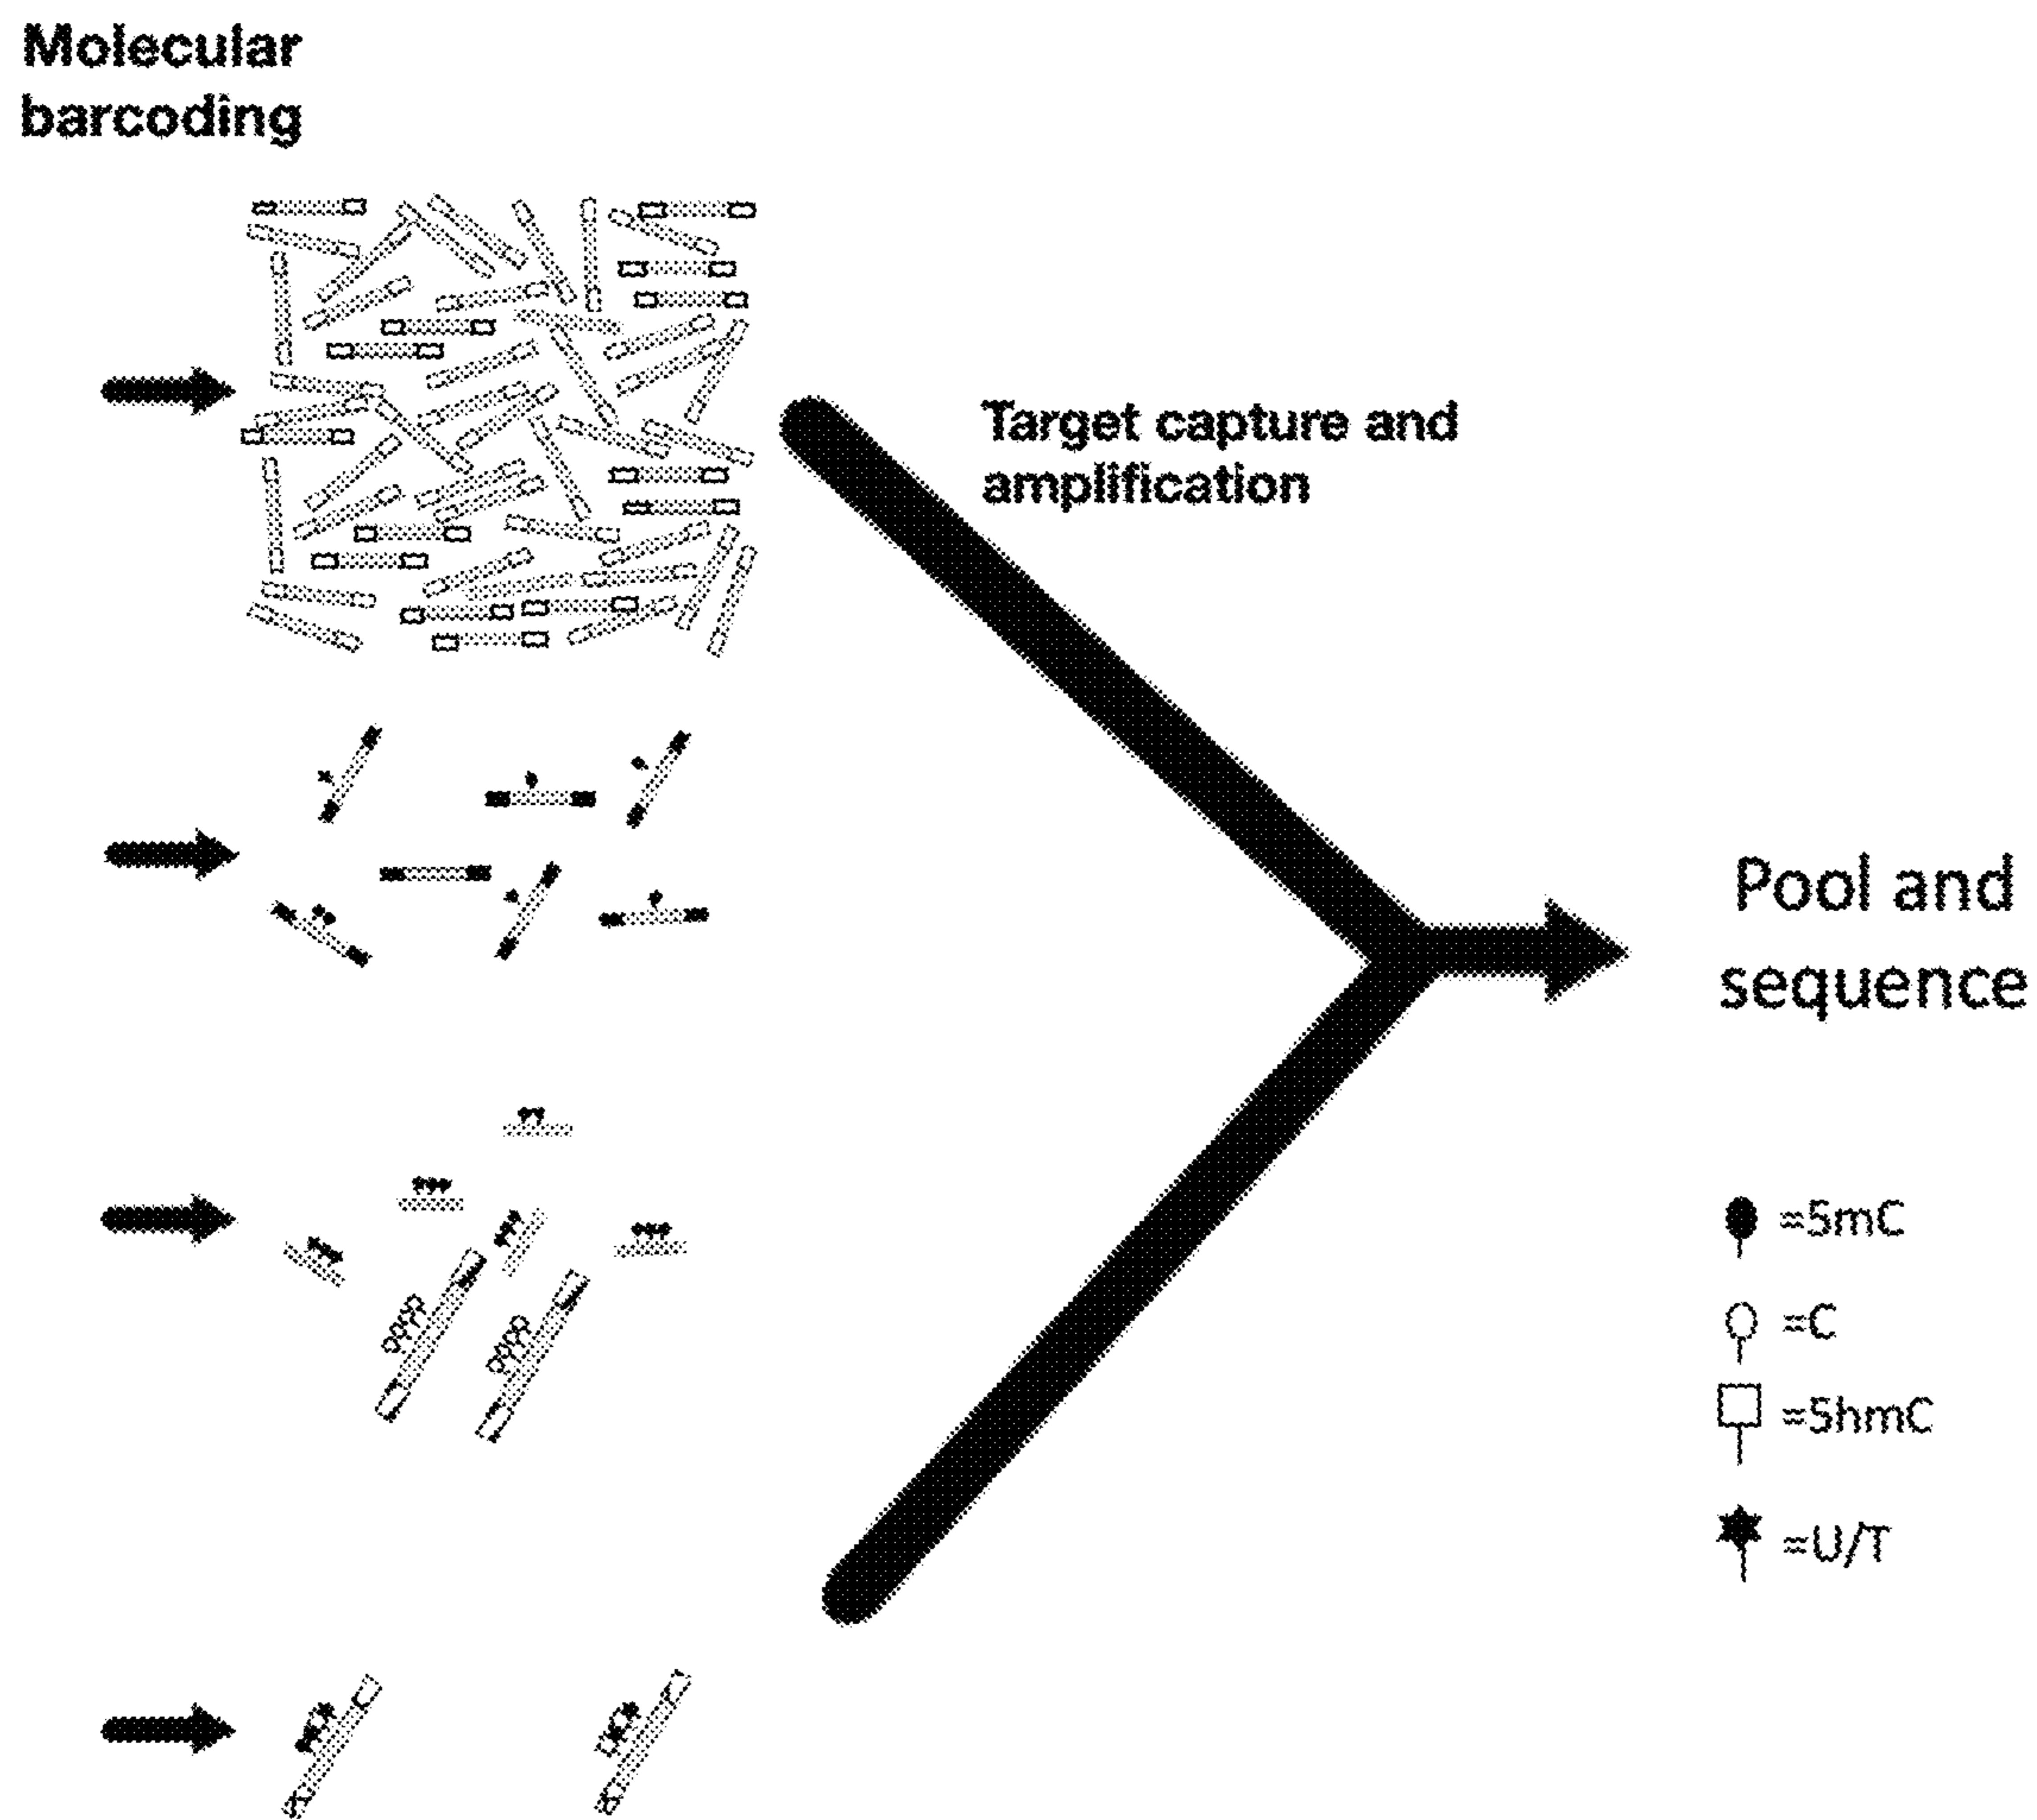 Molecular
barcoding
Target capture and
amplification
Pool and
sequence
=5mC
=C
=5hmC
=U/T